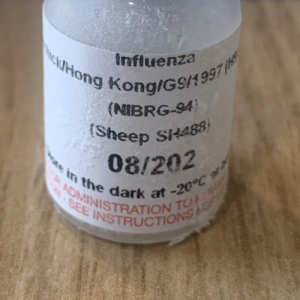 Influenza
/Hong Kong/G9/1997
(NIBRG-94)
(Sheep SH488)
08/202
in the dark at -20°C
ADMINISTRATION TO
SEE INSTRUCTIONS